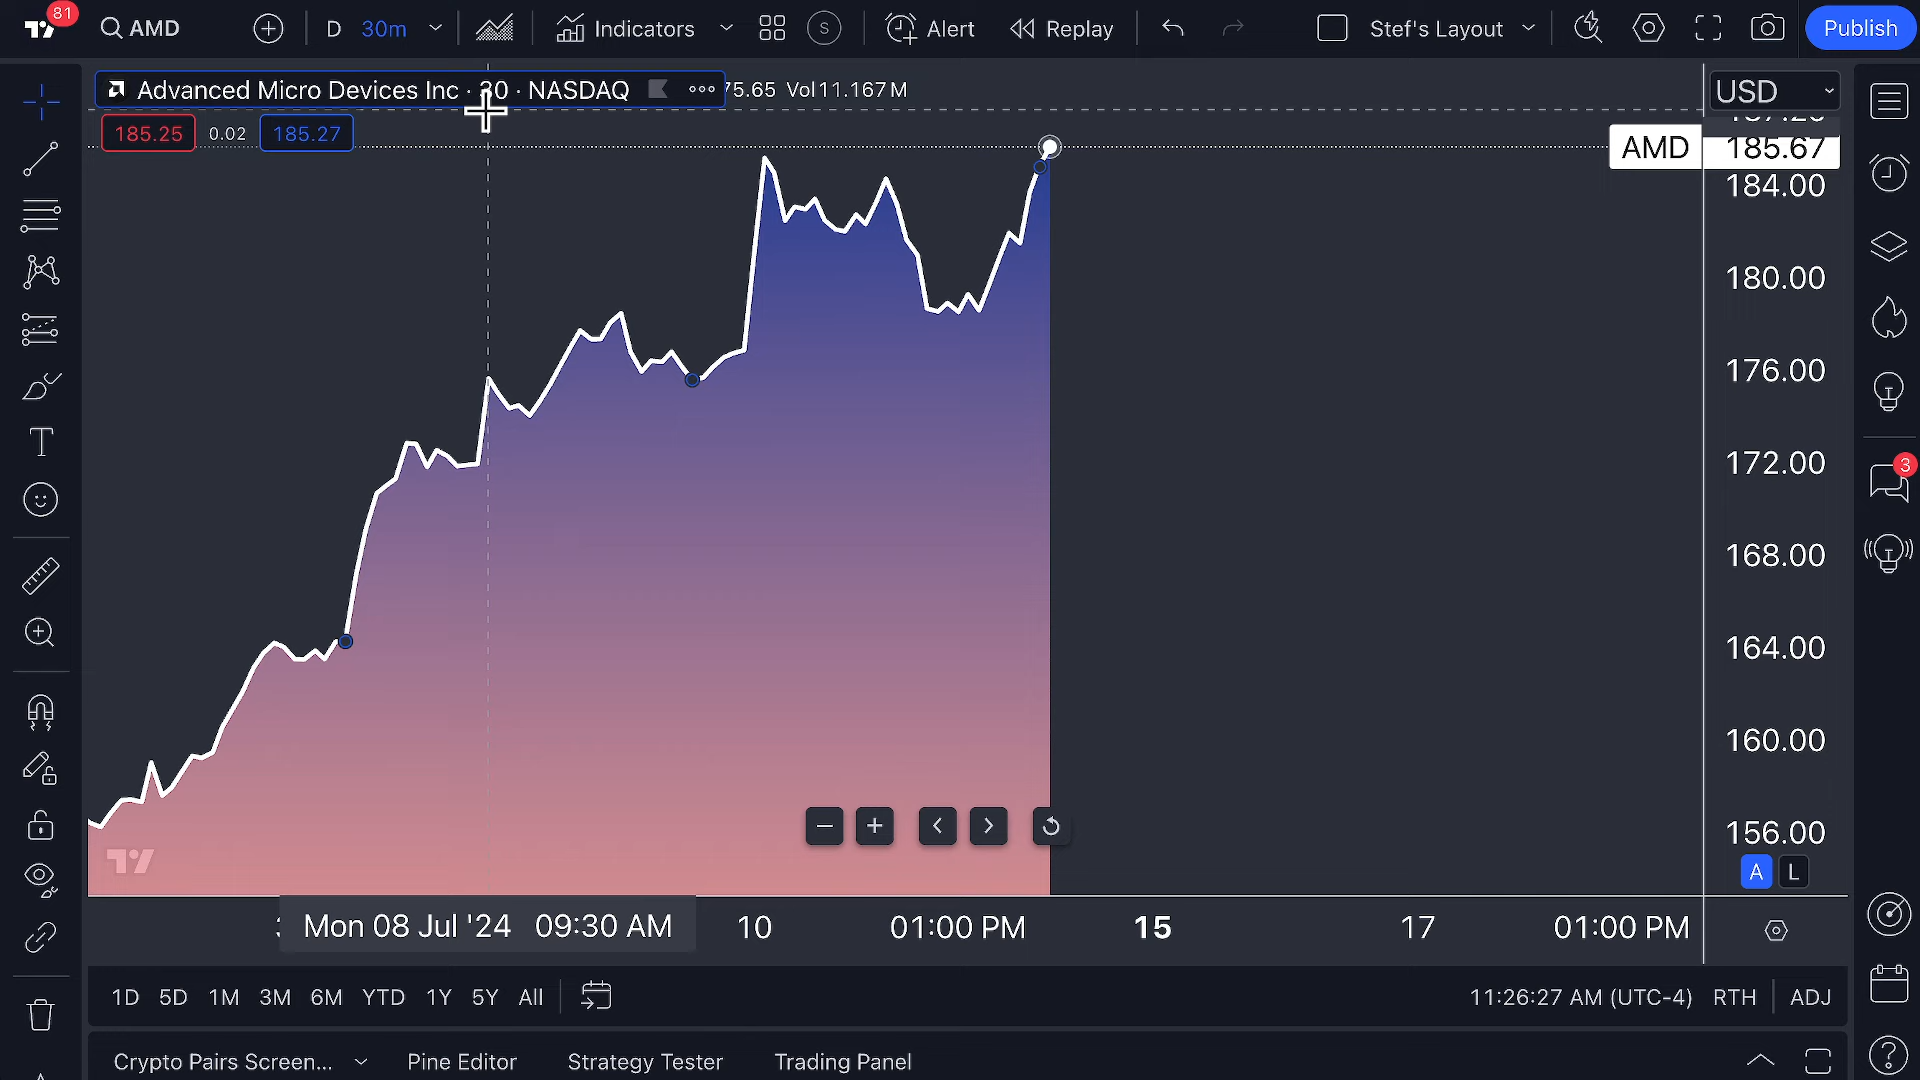 81
AMD
D 30m
Indicators
S
Alert
Replay
Stef's Layout
Publish
Advanced Micro Devices Inc · 30 · NASDAQ
75.65 Vol11.167M
USD
185.25 0.02 185.27
AMD 185.67
184.00
180.00
176.00
172.00
3
168.00
164.00
160.00
156.00
A L
Mon 08 Jul '24 09:30 AM
10 01:00 PM 15 17 01:00 PM
1D 5D 1M 3M 6M YTD 1Y 5Y All
11:26:27 AM (UTC-4) RTH ADJ
Crypto Pairs Screen... Pine Editor Strategy Tester Trading Panel